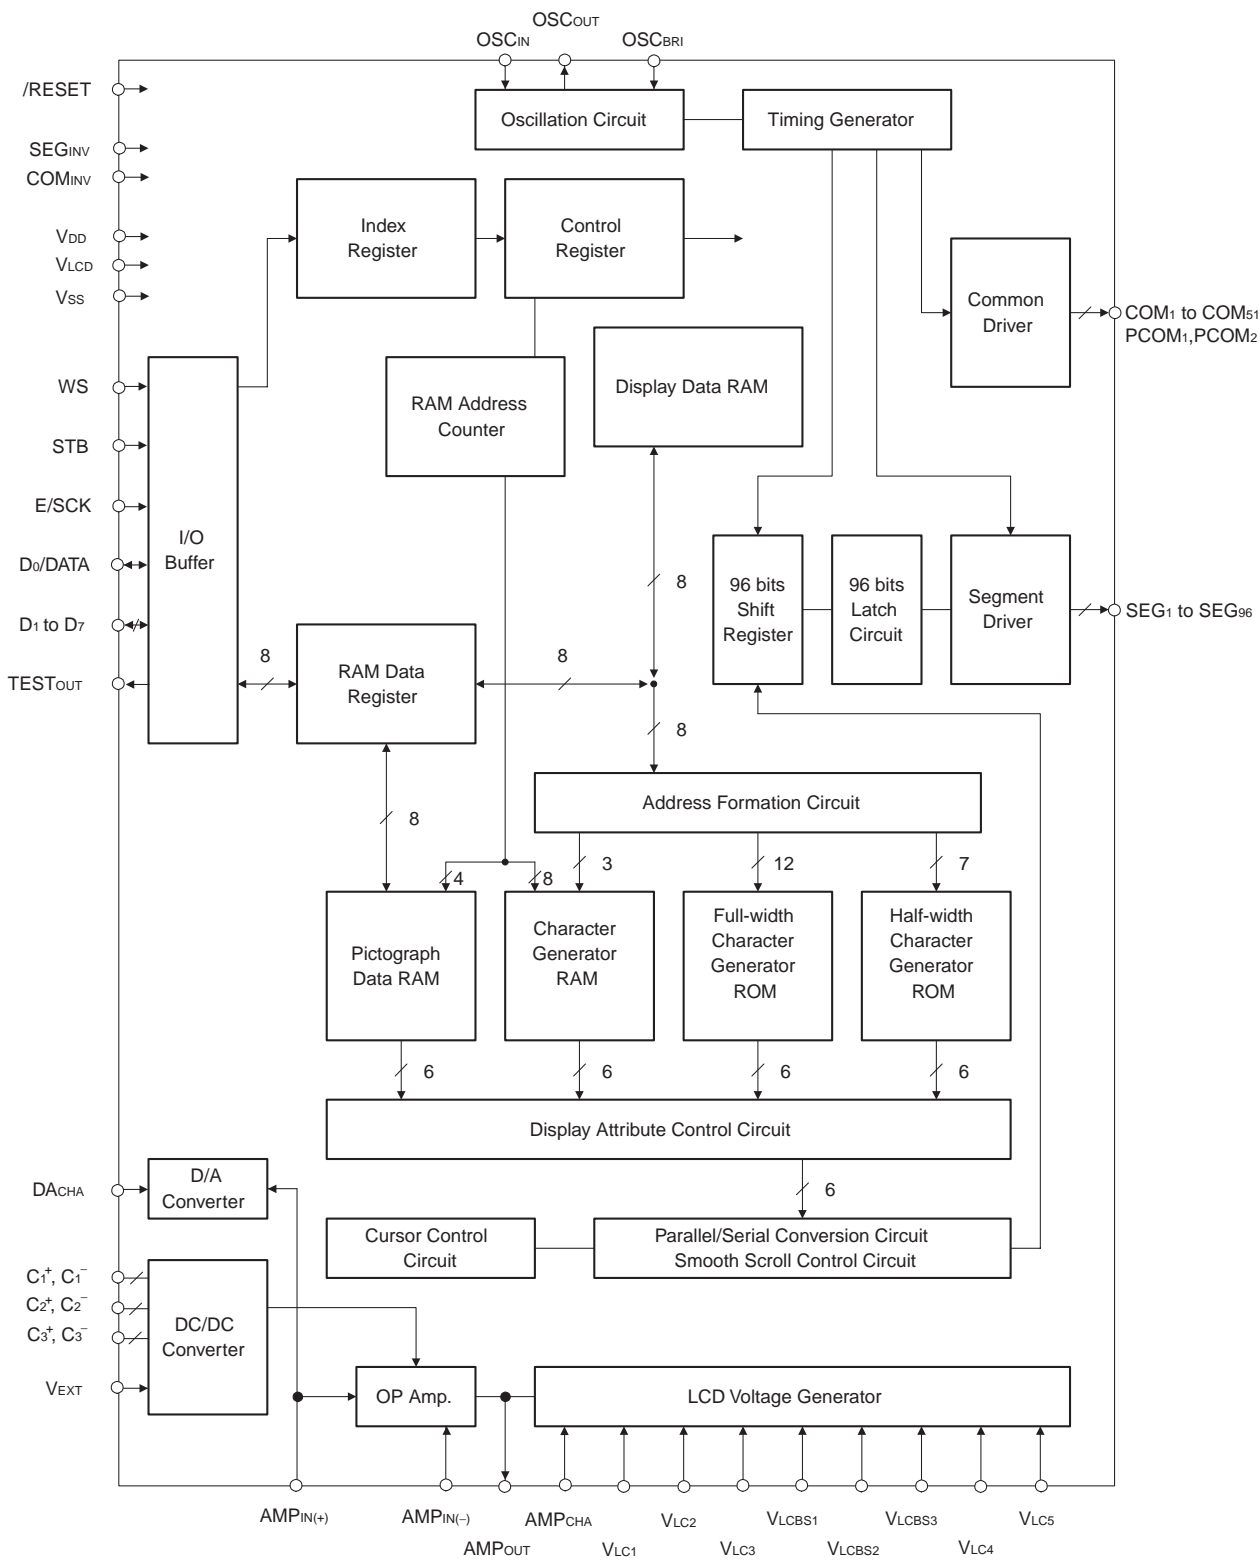 OSCOUT
OSCIN
OSCBRI
/RESET
Oscillation Circuit
Timing Generator
SEGINV
COMINV
Index
Register
Control
Register
VDD
VLCD
VSS
Common
Driver
COM1 to COM51
PCOM1,PCOM2
WS
RAM Address
Counter
Display Data RAM
STB
E/SCK
I/O
Buffer
D0/DATA
8
96 bits
Shift
Register
96 bits
Latch
Circuit
Segment
Driver
SEG1 to SEG96
D1 to D7
TESTOUT
8
RAM Data
Register
8
8
Address Formation Circuit
8
4
8
3
12
7
Pictograph
Data RAM
Character
Generator
RAM
Full-width
Character
Generator
ROM
Half-width
Character
Generator
ROM
6
6
6
6
Display Attribute Control Circuit
DACHA
D/A
Converter
6
Cursor Control
Circuit
Parallel/Serial Conversion Circuit
Smooth Scroll Control Circuit
C1+, C1–
C2+, C2–
C3+, C3–
DC/DC
Converter
VEXT
OP Amp.
LCD Voltage Generator
AMPIN(+)
AMPIN(–)
AMPOUT
AMPCHA
VLC1
VLC2
VLC3
VLCBS1
VLCBS2
VLCBS3
VLC4
VLC5